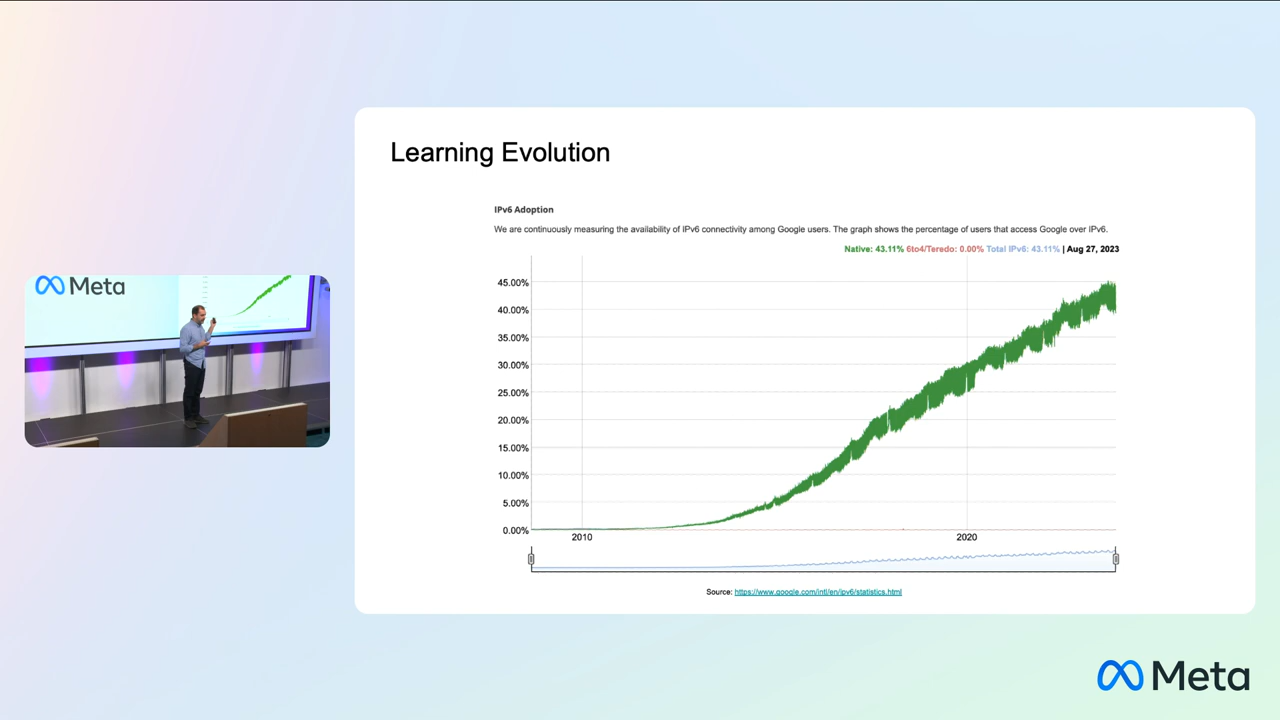 Learning Evolution
IPv6 Adoption
We are continuously measuring the availability of IPv6 connectivity among Google users. The graph shows the percentage of users that access Google over IPv6.
Native: 43.11% 6to4/Teredo: 0.00% Total IPv6: 43.11% | Aug 27, 2023
45.00%
40.00%
35.00%
30.00%
25.00%
20.00%
15.00%
10.00%
5.00%
0.00%
2010
2020
Source: https://www.google.com/intl/en/ipv6/statistics.html
Meta
Meta